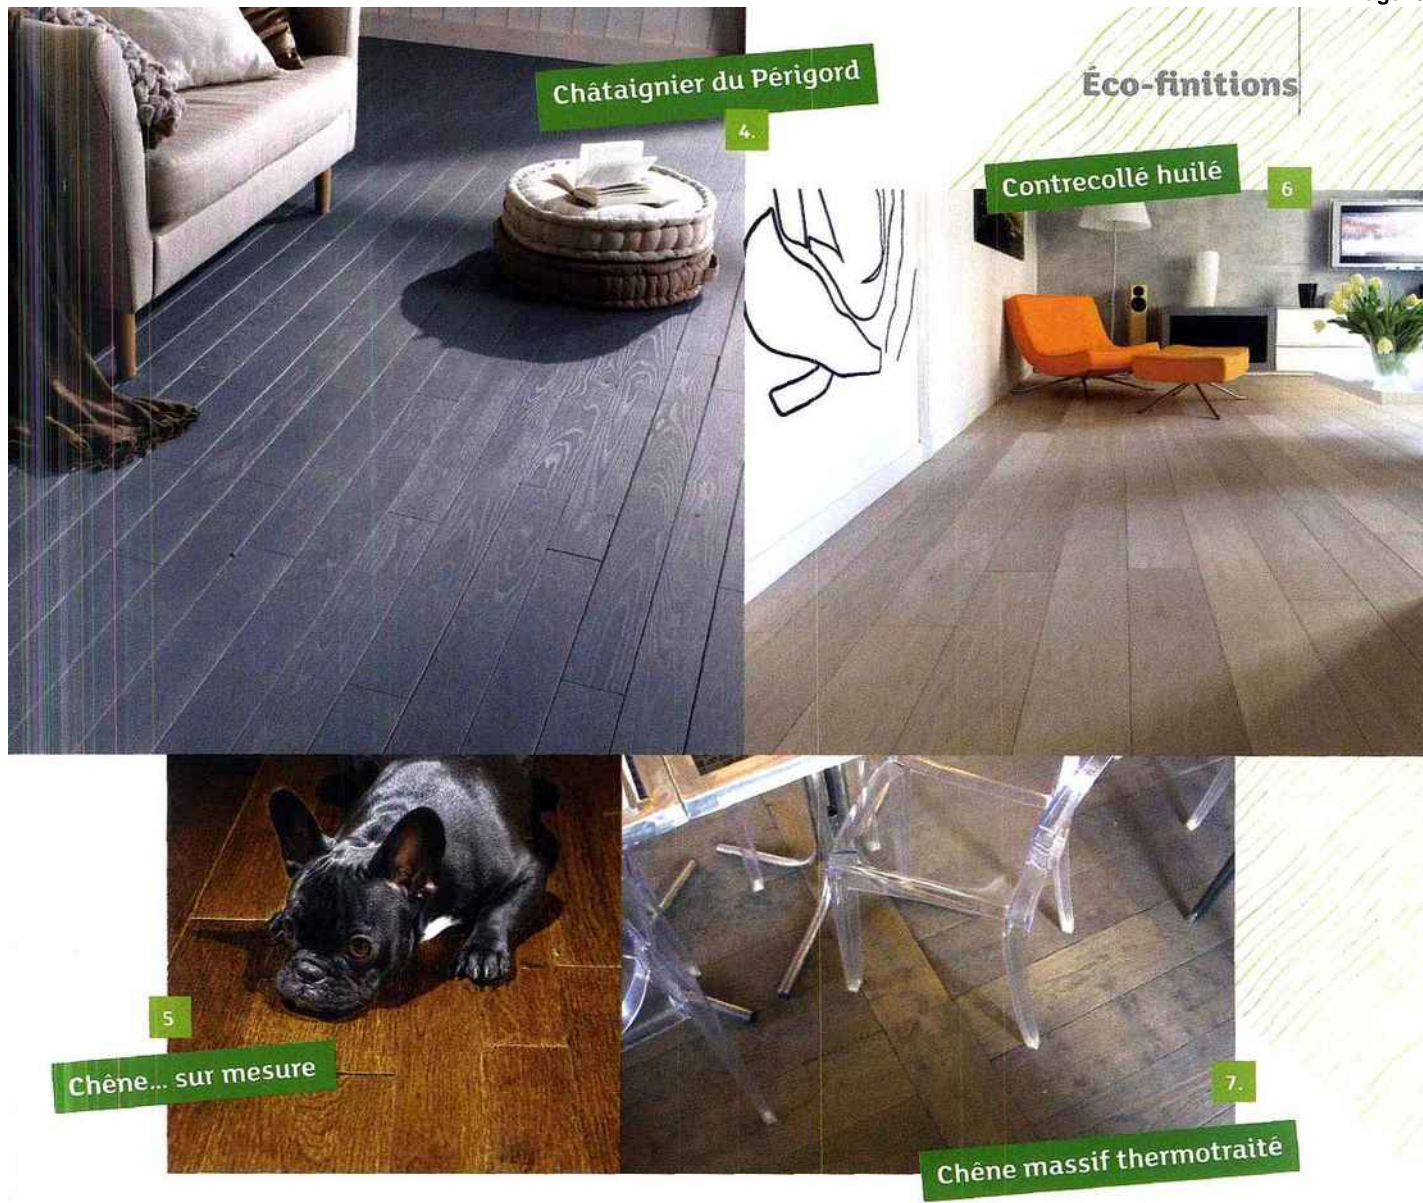 Châtaignier du Périgord
4.
Éco-finitions
Contrecollé huilé
6
5
Chêne... sur mesure
7.
Chêne massif thermotraité